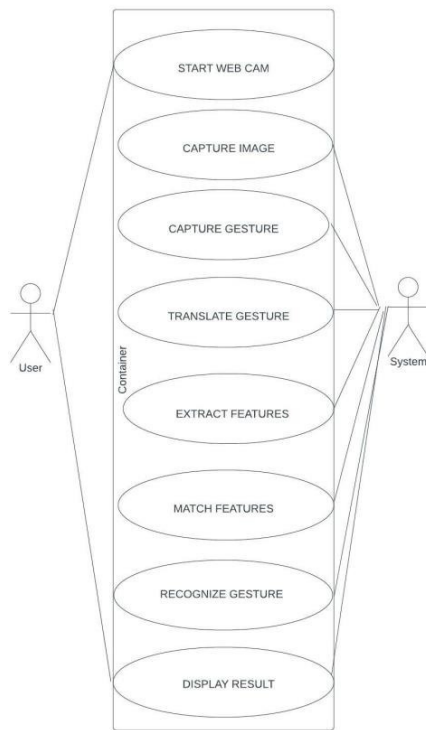 START WEB CAM
CAPTURE IMAGE
CAPTURE GESTURE
TRANSLATE GESTURE
User
System
Container
EXTRACT FEATURES
MATCH FEATURES
RECOGNIZE GESTURE
DISPLAY RESULT